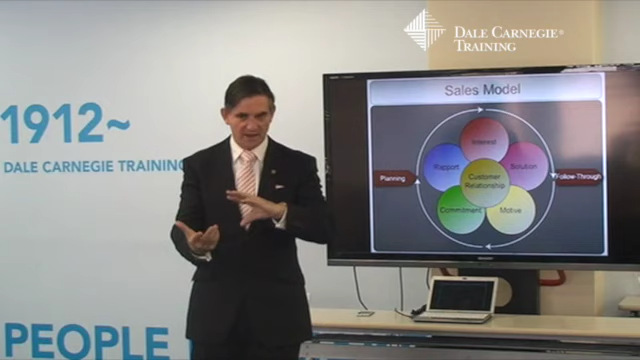 DALE CARNEGIE®
TRAINING
1912~
DALE CARNEGIE TRAINING
PEOPLE
Sales Model
Interest
Rapport
Solution
Planning
Customer
Relationship
Follow-Through
Commitment
Motive